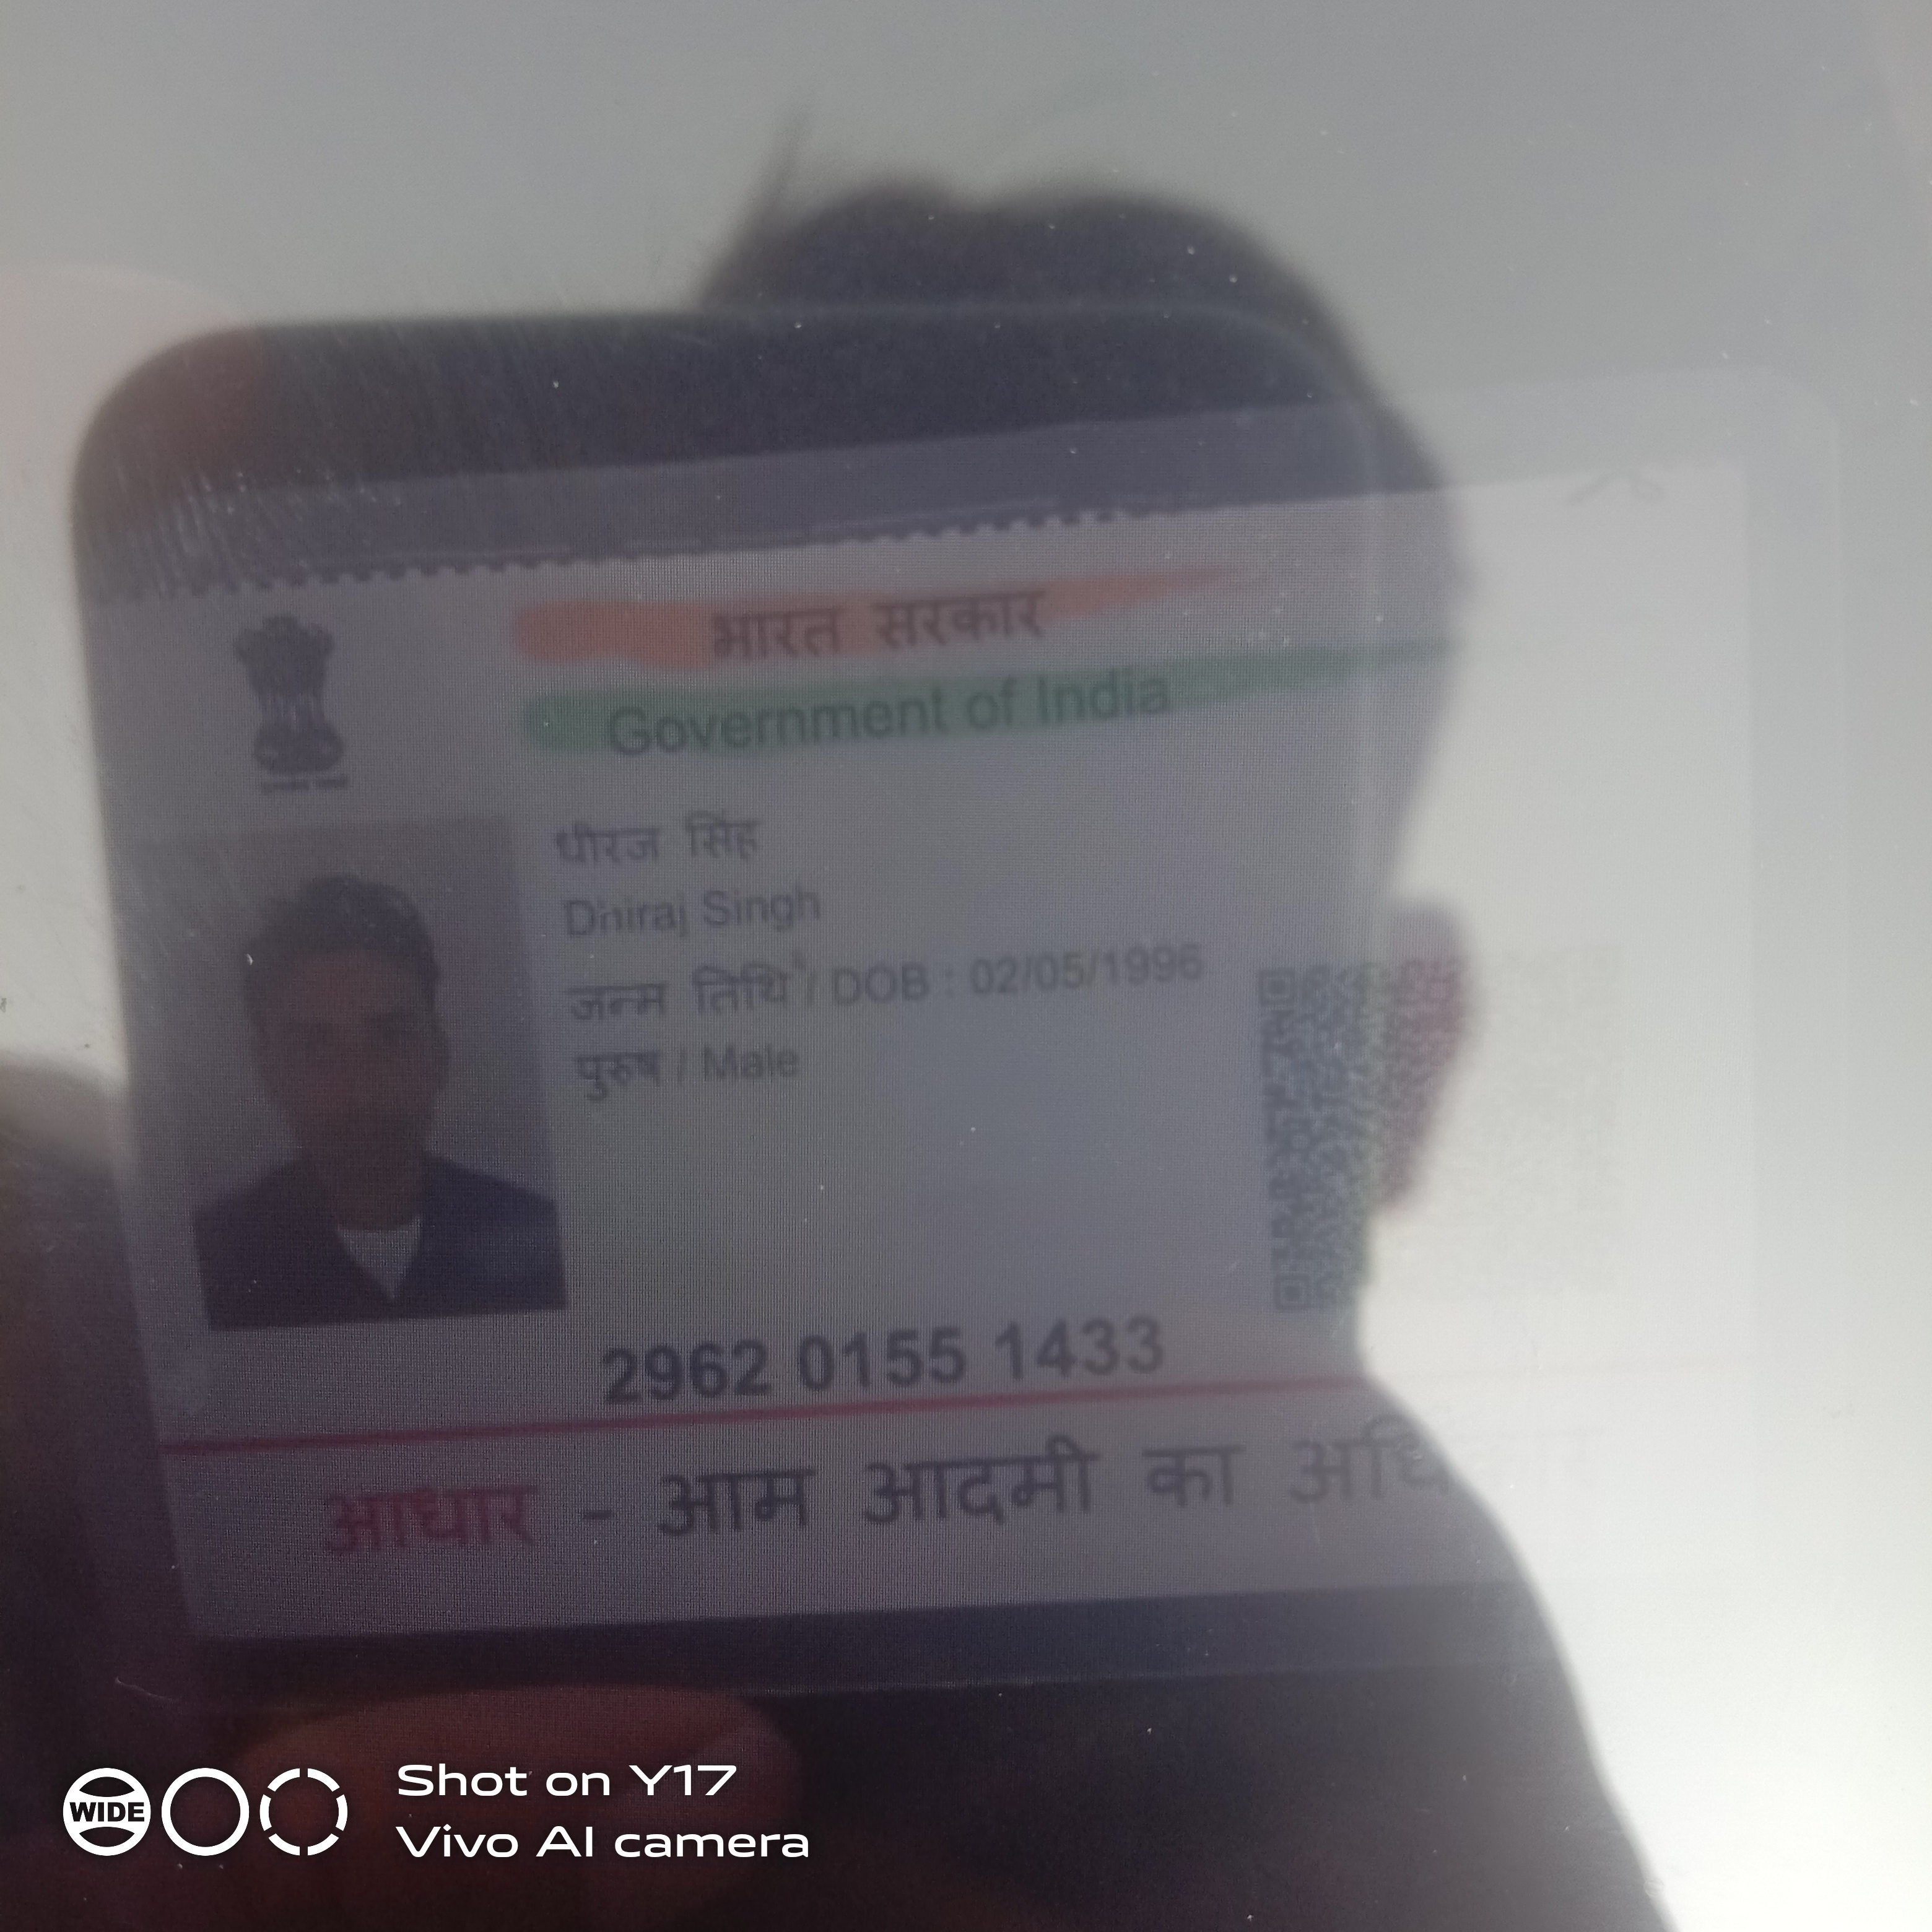 भारत सरकार
Government of India
धीरज सिंह
Dhiraj Singh
जन्म तिथि / DOB : 02/05/1996
पुरुष / Male
2962 0155 1433
आधार - आम आदमी का अधिकार
WIDE
Shot on Y17
Vivo AI camera